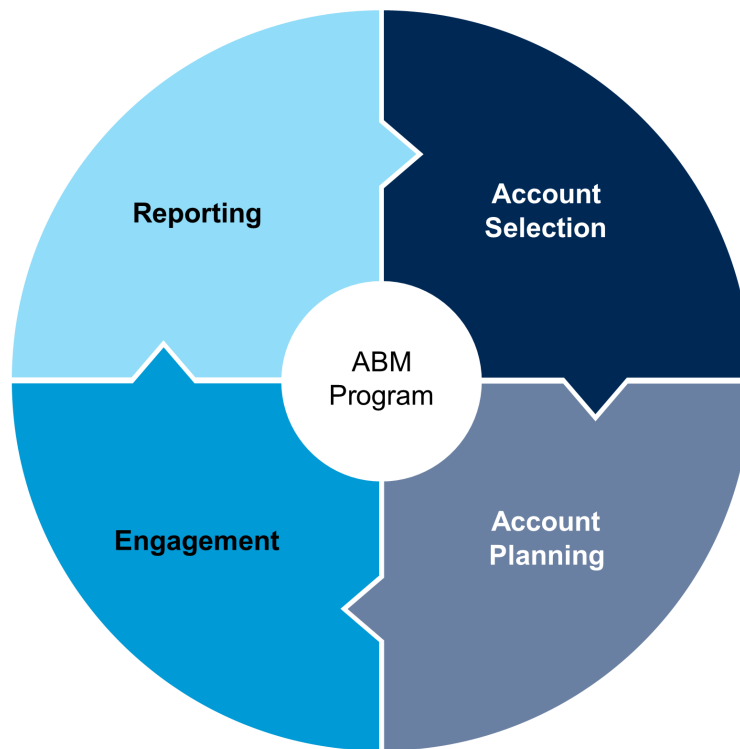 Reporting
Account
Selection
ABM
Program
Engagement
Account
Planning